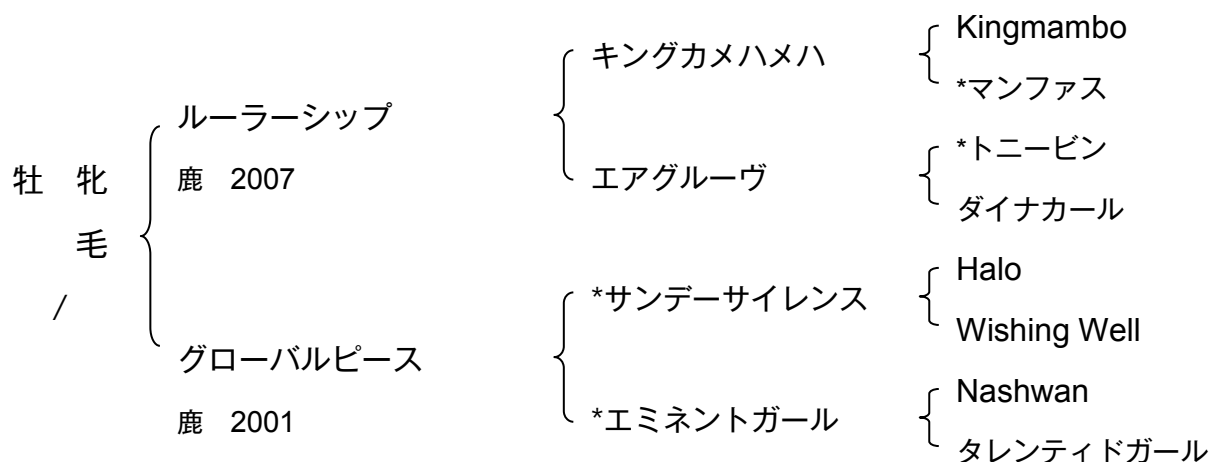 牡 牝
毛
/
ルーラーシップ
鹿 2007
グローバルピース
鹿 2001
キングカメハメハ
エアグルーヴ
*サンデーサイレンス
*エミネントガール
Kingmambo
*マンファス
*トニービン
ダイナカール
Halo
Wishing Well
Nashwan
タレンティドガール